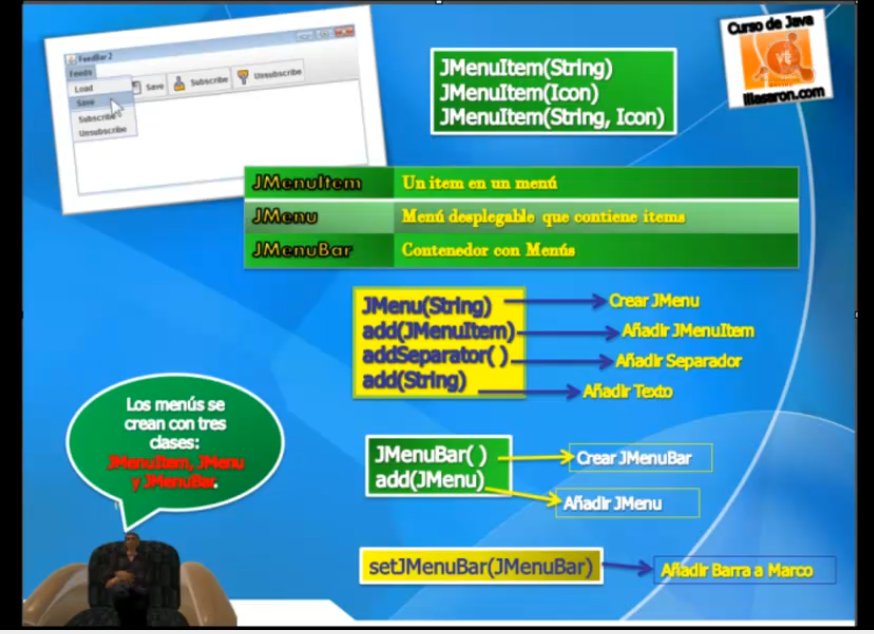 FeedBar 2
Feeds
Load
Save
Subscribe
Unsubscribe
Save
Subscribe
Unsubscribe
JMenuItem(String)
JMenuItem(Icon)
JMenuItem(String, Icon)
Curso de Java
illasaron.com
JMenuItem Un item en un menú
JMenu Menú desplegable que contiene items
JMenuBar Contenedor con Menús
JMenu(String) Crear JMenu
add(JMenuItem) Añadir JMenuItem
addSeparator( ) Añadir Separador
add(String) Añadir Texto
Los menús se
crean con tres
clases:
JMenuItem, JMenu
y JMenuBar.
JMenuBar( ) Crear JMenuBar
add(JMenu) Añadir JMenu
setJMenuBar(JMenuBar) Añadir Barra a Marco